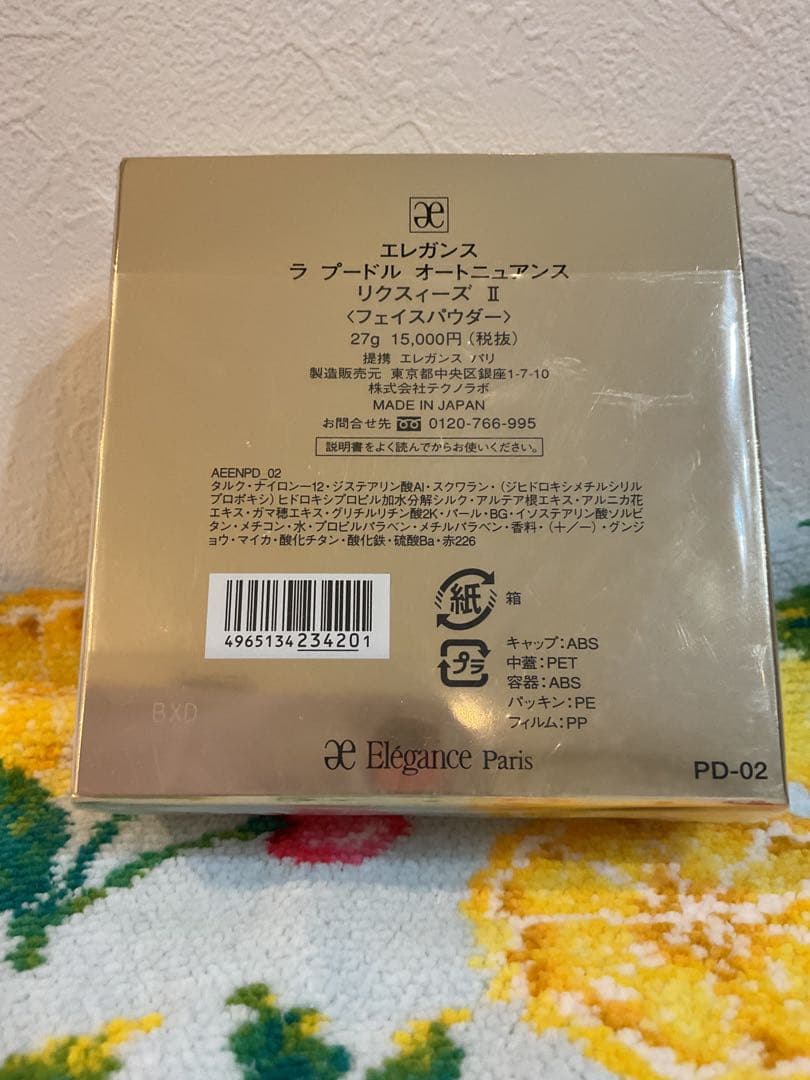 æ
エレガンス
ラ プードル オートニュアンス
リクスィーズ Ⅱ
〈フェイスパウダー〉
27g 15,000円(税抜)
提携 エレガンス パリ
製造販売元 東京都中央区銀座1-7-10
株式会社テクノラボ
MADE IN JAPAN
お問合せ先 0120-766-995
説明書をよく読んでからお使いください。
AEENPD_02
タルク・ナイロン－12・ジステアリン酸Al・スクワラン・(ジヒドロキシメチルシリル
プロポキシ)ヒドロキシプロピル加水分解シルク・アルテア根エキス・アルニカ花
エキス・ガマ穂エキス・グリチルリチン酸2K・パール・BG・イソステアリン酸ソルビ
タン・メチコン・水・プロピルパラベン・メチルパラベン・香料・(＋/－)・グンジ
ョウ・マイカ・酸化チタン・酸化鉄・硫酸Ba・赤226
4965134234201
紙 箱
プラ
キャップ:ABS
中蓋:PET
容器:ABS
パッキン:PE
フィルム:PP
BXD
æ Elégance Paris
PD-02